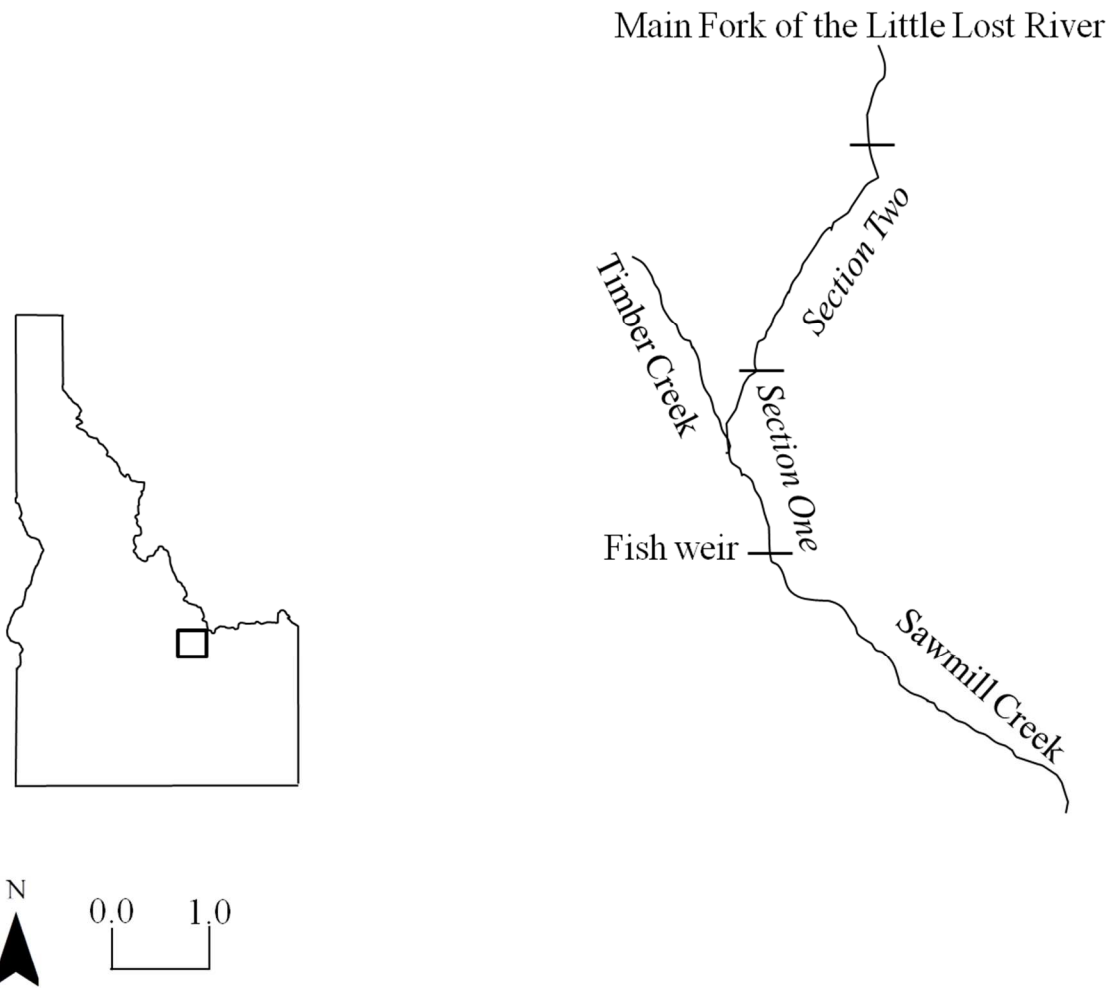 Main Fork of the Little Lost River
Section Two
Timber Creek
Section One
Fish weir
Sawmill Creek
N
0.0 1.0